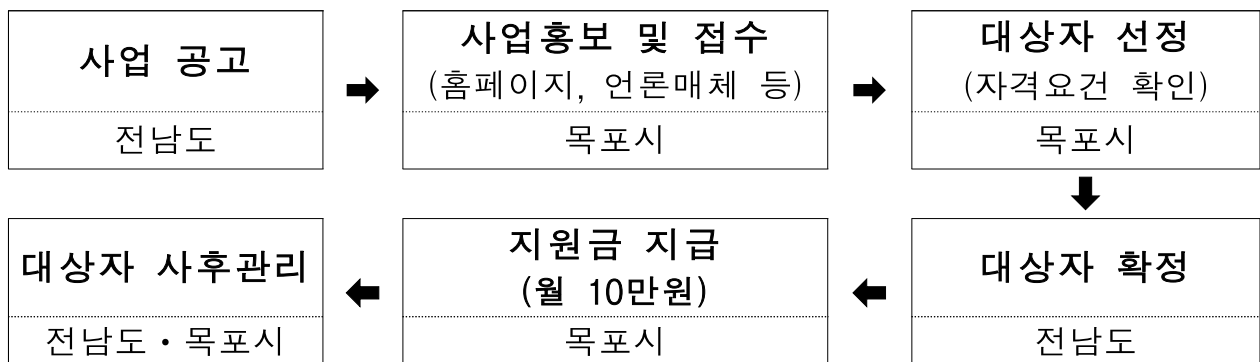 사업 공고
전남도
사업홍보 및 접수
(홈페이지, 언론매체 등)
목포시
대상자 선정
(자격요건 확인)
목포시
대상자 확정
전남도
지원금 지급
(월 10만원)
목포시
대상자 사후관리
전남도・목포시